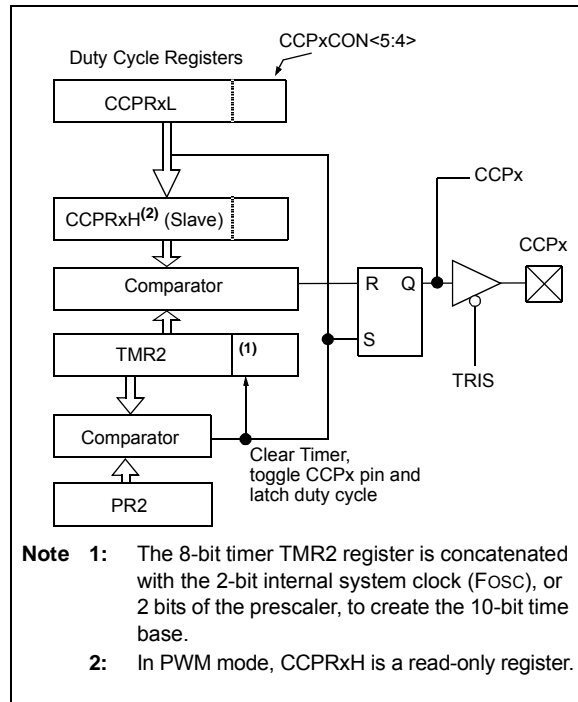 CCPxCON<5:4>
Duty Cycle Registers
CCPRxL
CCPx
CCPRxH(2) (Slave)
CCPx
Comparator
R Q
TMR2 (1)
S
TRIS
Comparator
Clear Timer,
toggle CCPx pin and
latch duty cycle
PR2
Note 1: The 8-bit timer TMR2 register is concatenated
with the 2-bit internal system clock (FOSC), or
2 bits of the prescaler, to create the 10-bit time
base.
2: In PWM mode, CCPRxH is a read-only register.